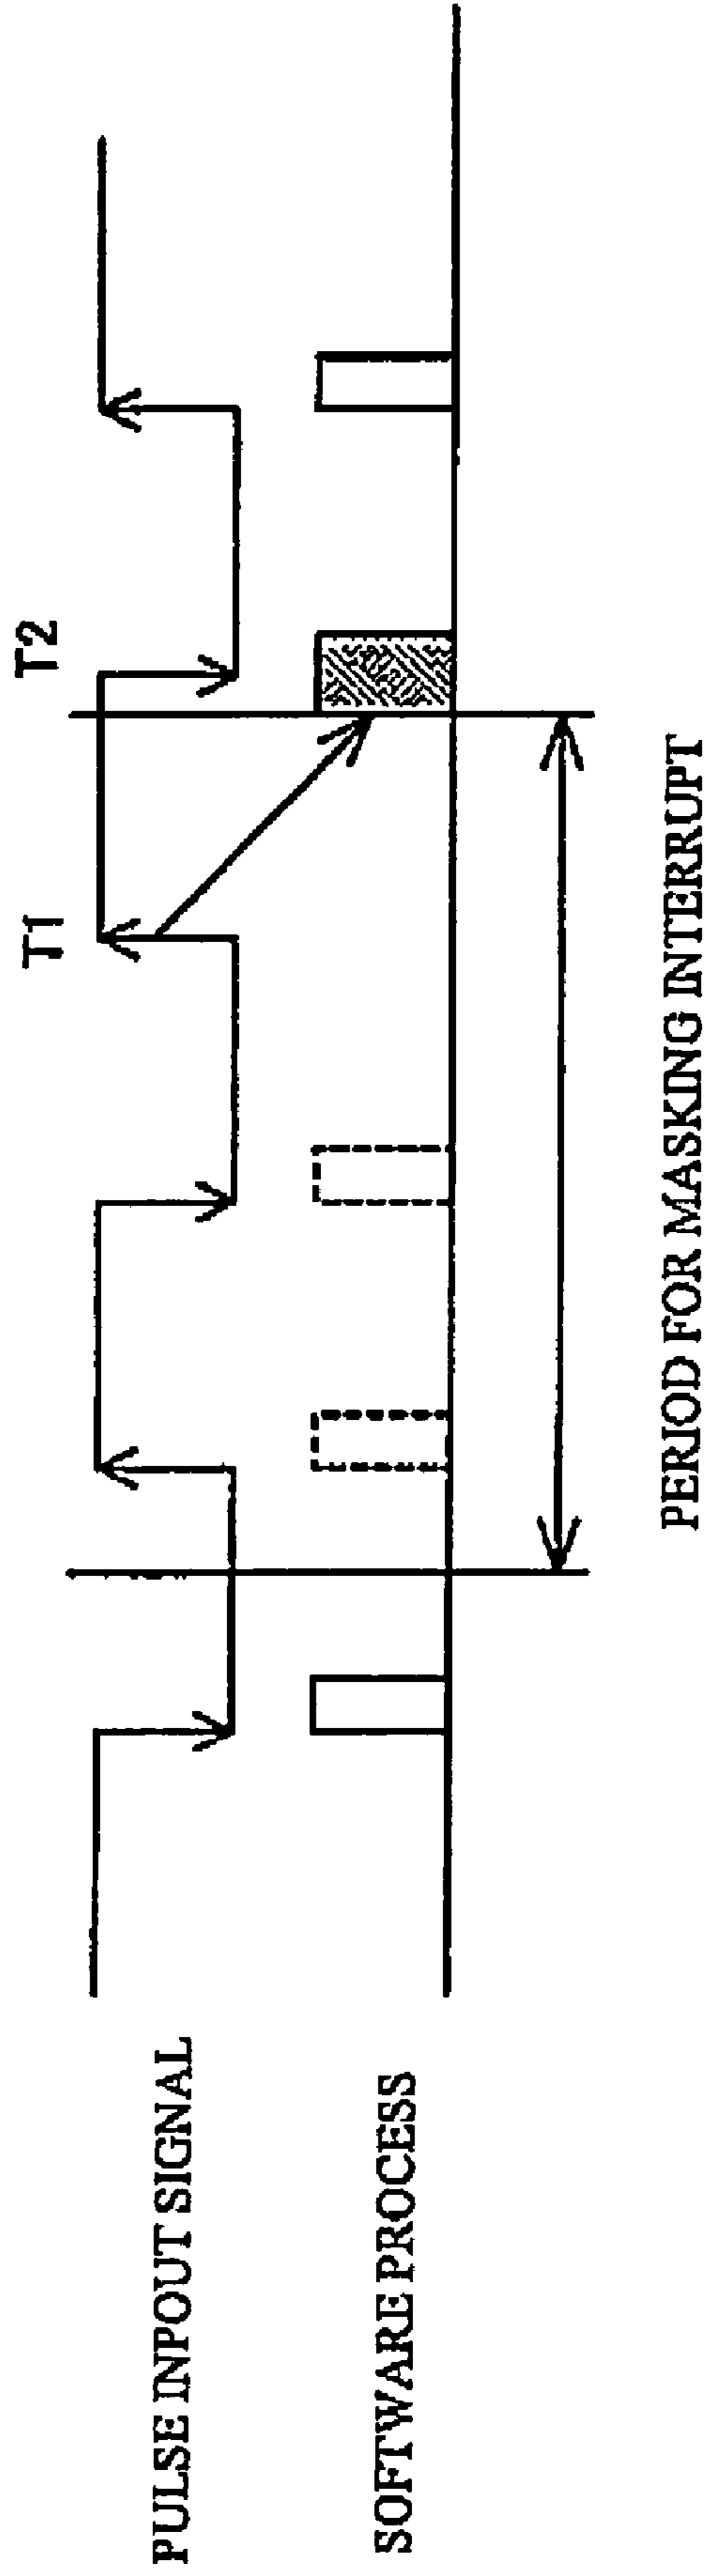 T1
T2
PULSE INPOUT SIGNAL
SOFTWARE PROCESS
PERIOD FOR MASKING INTERRUPT